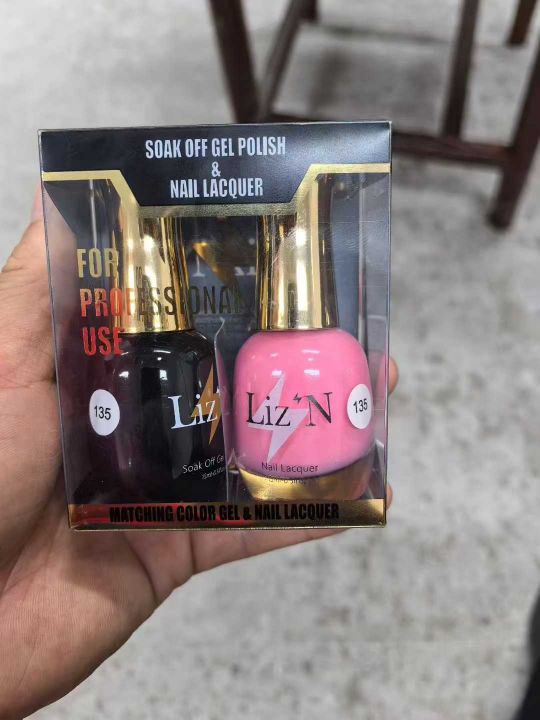 SOAK OFF GEL POLISH
&
NAIL LACQUER
FOR
PROFESSIONAL
USE
135
Liz
Soak Off Gel
Liz'N
135
Nail Lacquer
MATCHING COLOR GEL & NAIL LACQUER